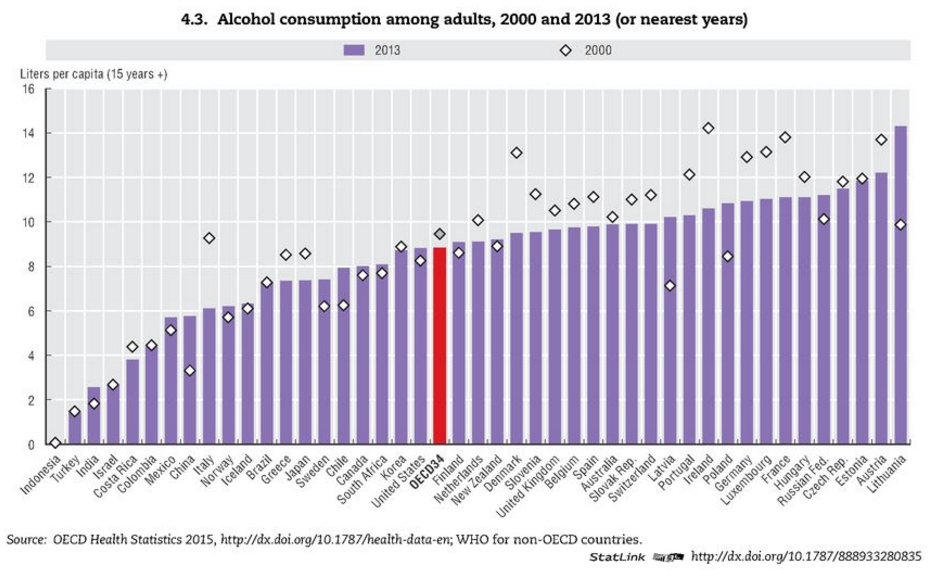 4.3. Alcohol consumption among adults, 2000 and 2013 (or nearest years)
2013
2000
Liters per capita (15 years +)
16
14
12
10
8
6
4
2
0
Indonesia
Turkey
India
Israel
Costa Rica
Colombia
Mexico
China
Italy
Norway
Iceland
Brazil
Greece
Japan
Sweden
Chile
Canada
South Africa
Korea
United States
OECD34
Finland
Netherlands
New Zealand
Denmark
Slovenia
United Kingdom
Belgium
Spain
Australia
Slovak Rep.
Switzerland
Latvia
Portugal
Ireland
Poland
Germany
Luxembourg
France
Hungary
Russian Fed.
Czech Rep.
Estonia
Austria
Lithuania
Source: OECD Health Statistics 2015, http://dx.doi.org/10.1787/health-data-en; WHO for non-OECD countries.
StatLink http://dx.doi.org/10.1787/888933280835